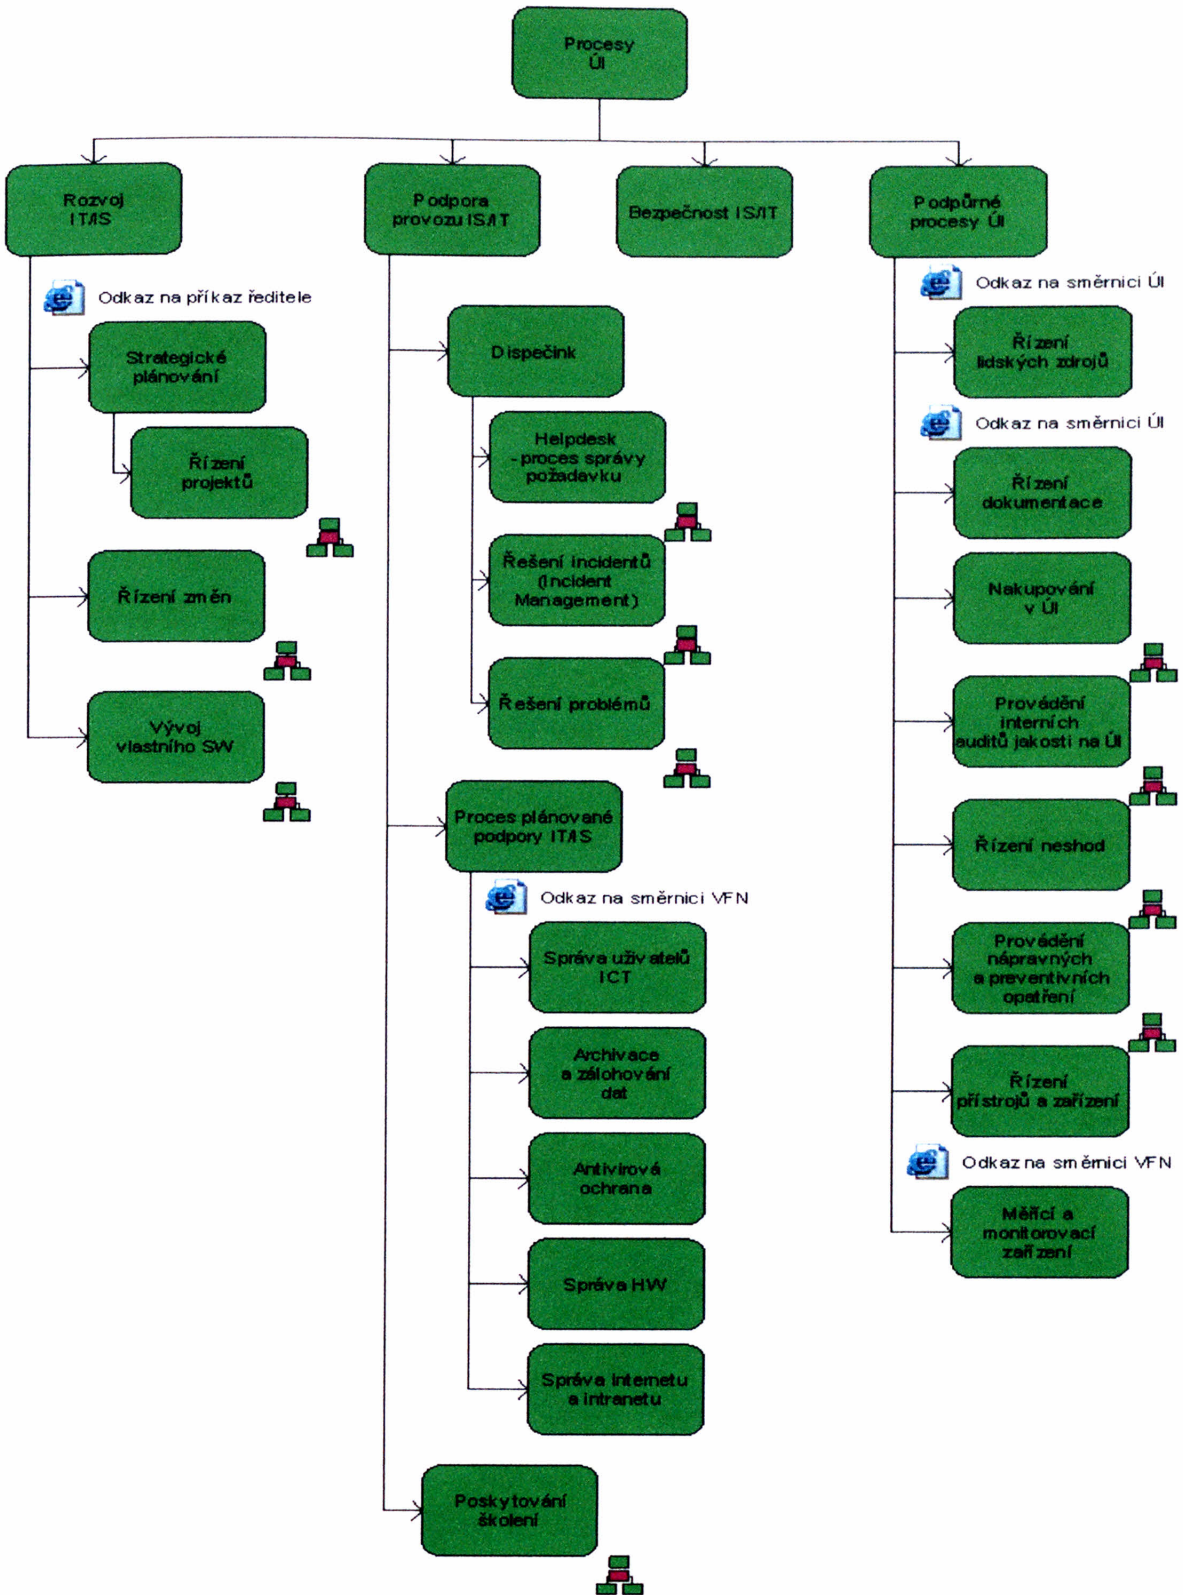 Procesy
ÚI
Rozvoj
IT/IS
Podpora
provozu IS/IT
Bezpečnost IS/IT
Podpůrné
procesy ÚI
Odkaz na příkaz ředitele
Strategické
plánování
Řízení
projektů
Řízení změn
Vývoj
vlastního SW
Dispečink
Helpdesk
- proces správy
požadavku
Řešení incidentů
(Incident
Management)
Řešení problémů
Proces plánované
podpory IT/IS
Odkaz na směrnici VFN
Správa uživatelů
ICT
Archivace
a zálohování
dat
Antivirová
ochrana
Správa HW
Správa internetu
a intranetu
Poskytování
školení
Odkaz na směrnici ÚI
Řízení
lidských zdrojů
Odkaz na směrnici ÚI
Řízení
dokumentace
Nakupování
v ÚI
Provádění
interních
auditů jakosti na ÚI
Řízení neshod
Provádění
nápravných
a preventivních
opatření
Řízení
přístrojů a zařízení
Odkaz na směrnici VFN
Měřící a
monitorovací
zařízení